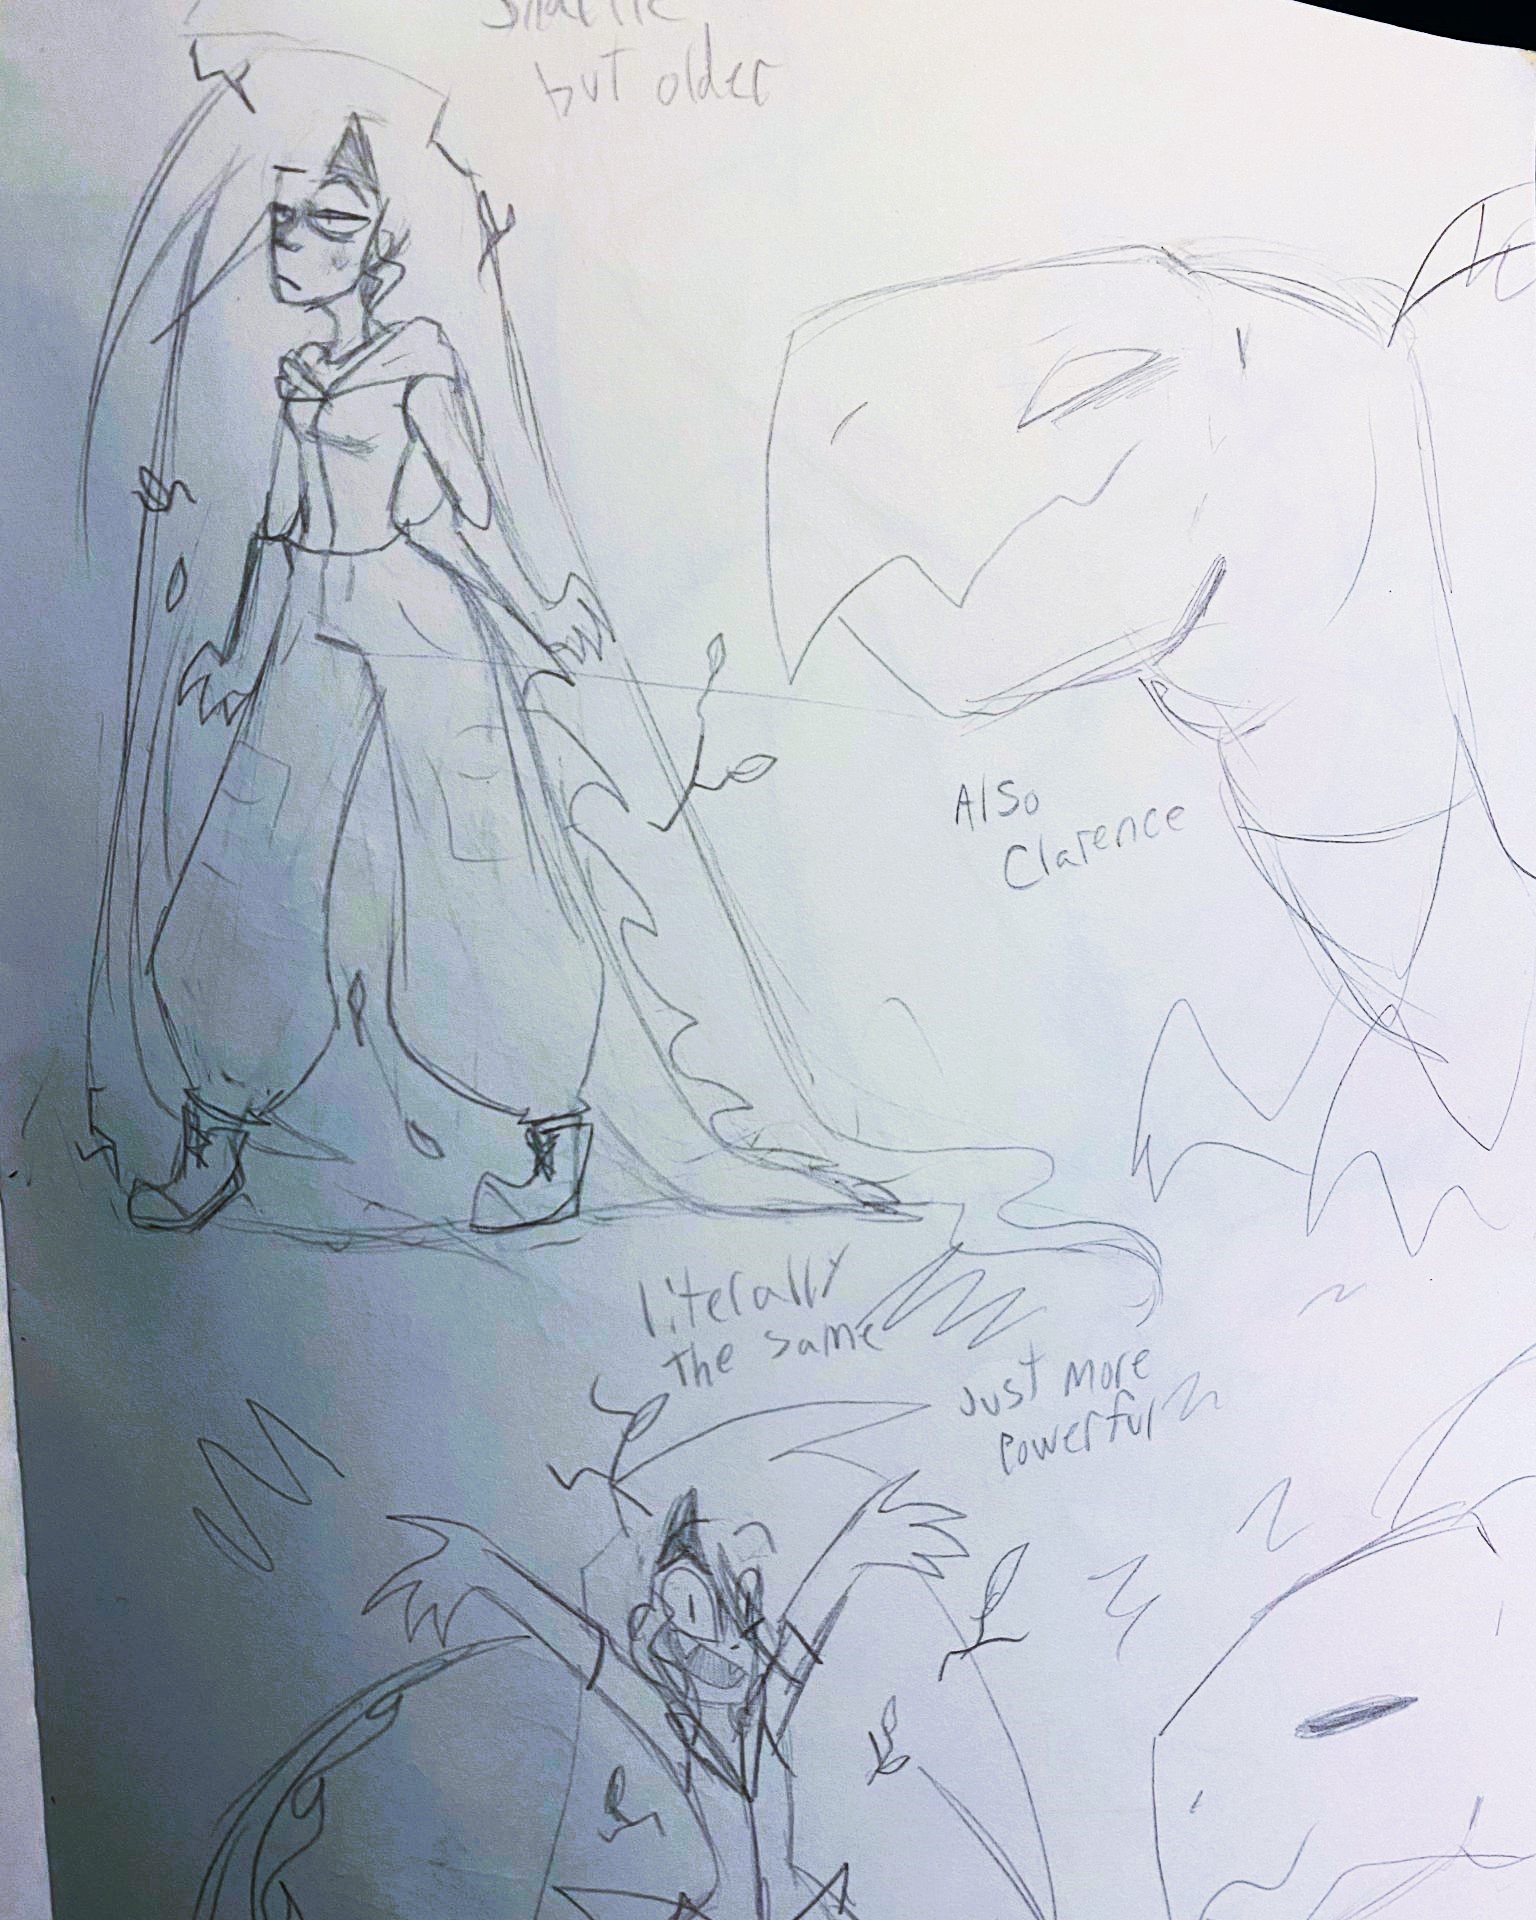 but older
Also
Clarence
Literally
the same
Just more
powerful